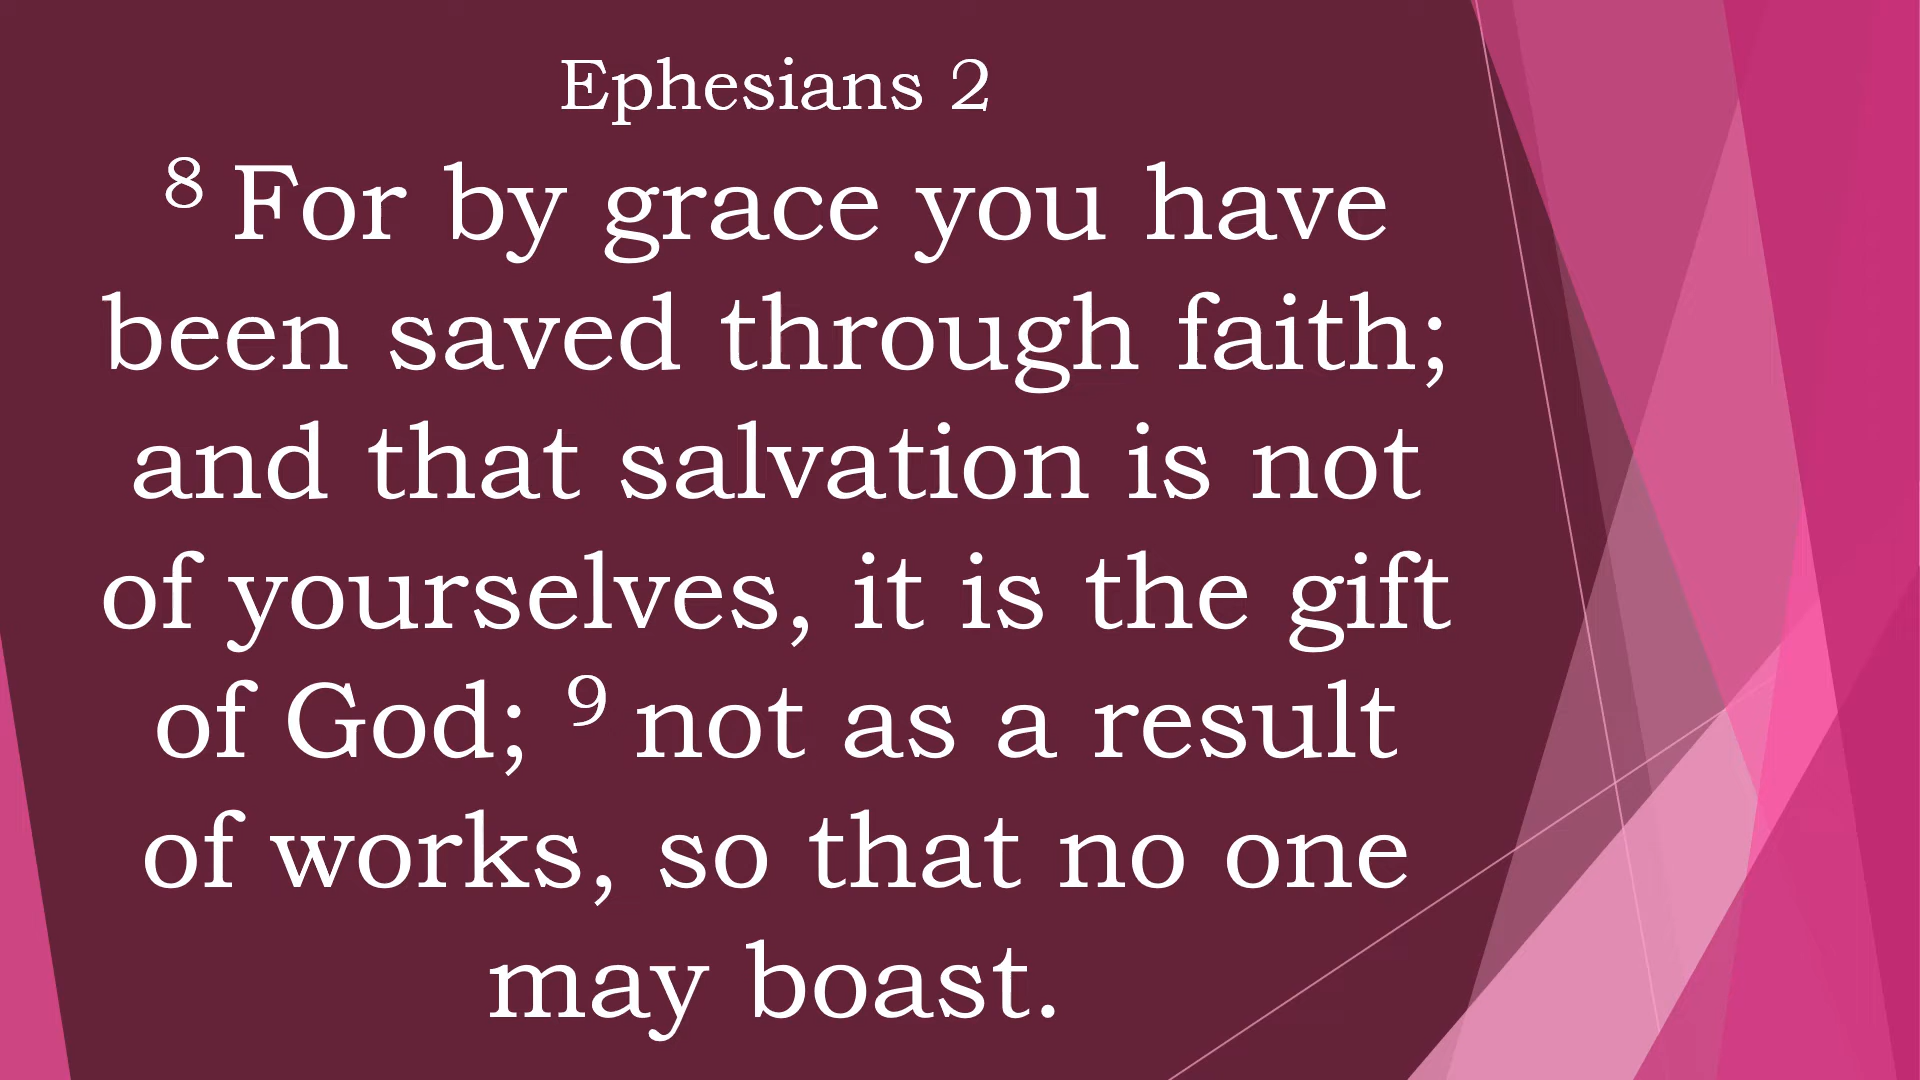 Ephesians 2
⁸ For by grace you have
been saved through faith;
and that salvation is not
of yourselves, it is the gift
of God; ⁹ not as a result
of works, so that no one
may boast.